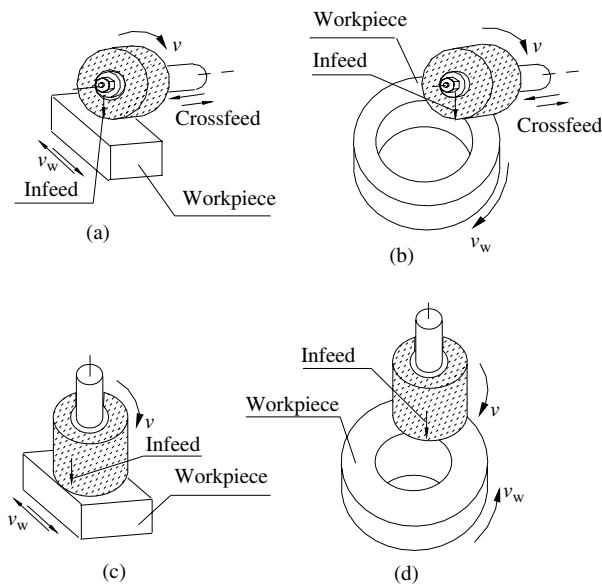 v
Crossfeed
v_w
Infeed
Workpiece
(a)
Workpiece
Infeed
v
Crossfeed
v_w
(b)
v
Infeed
Workpiece
v_w
(c)
Infeed
Workpiece
v
v_w
(d)